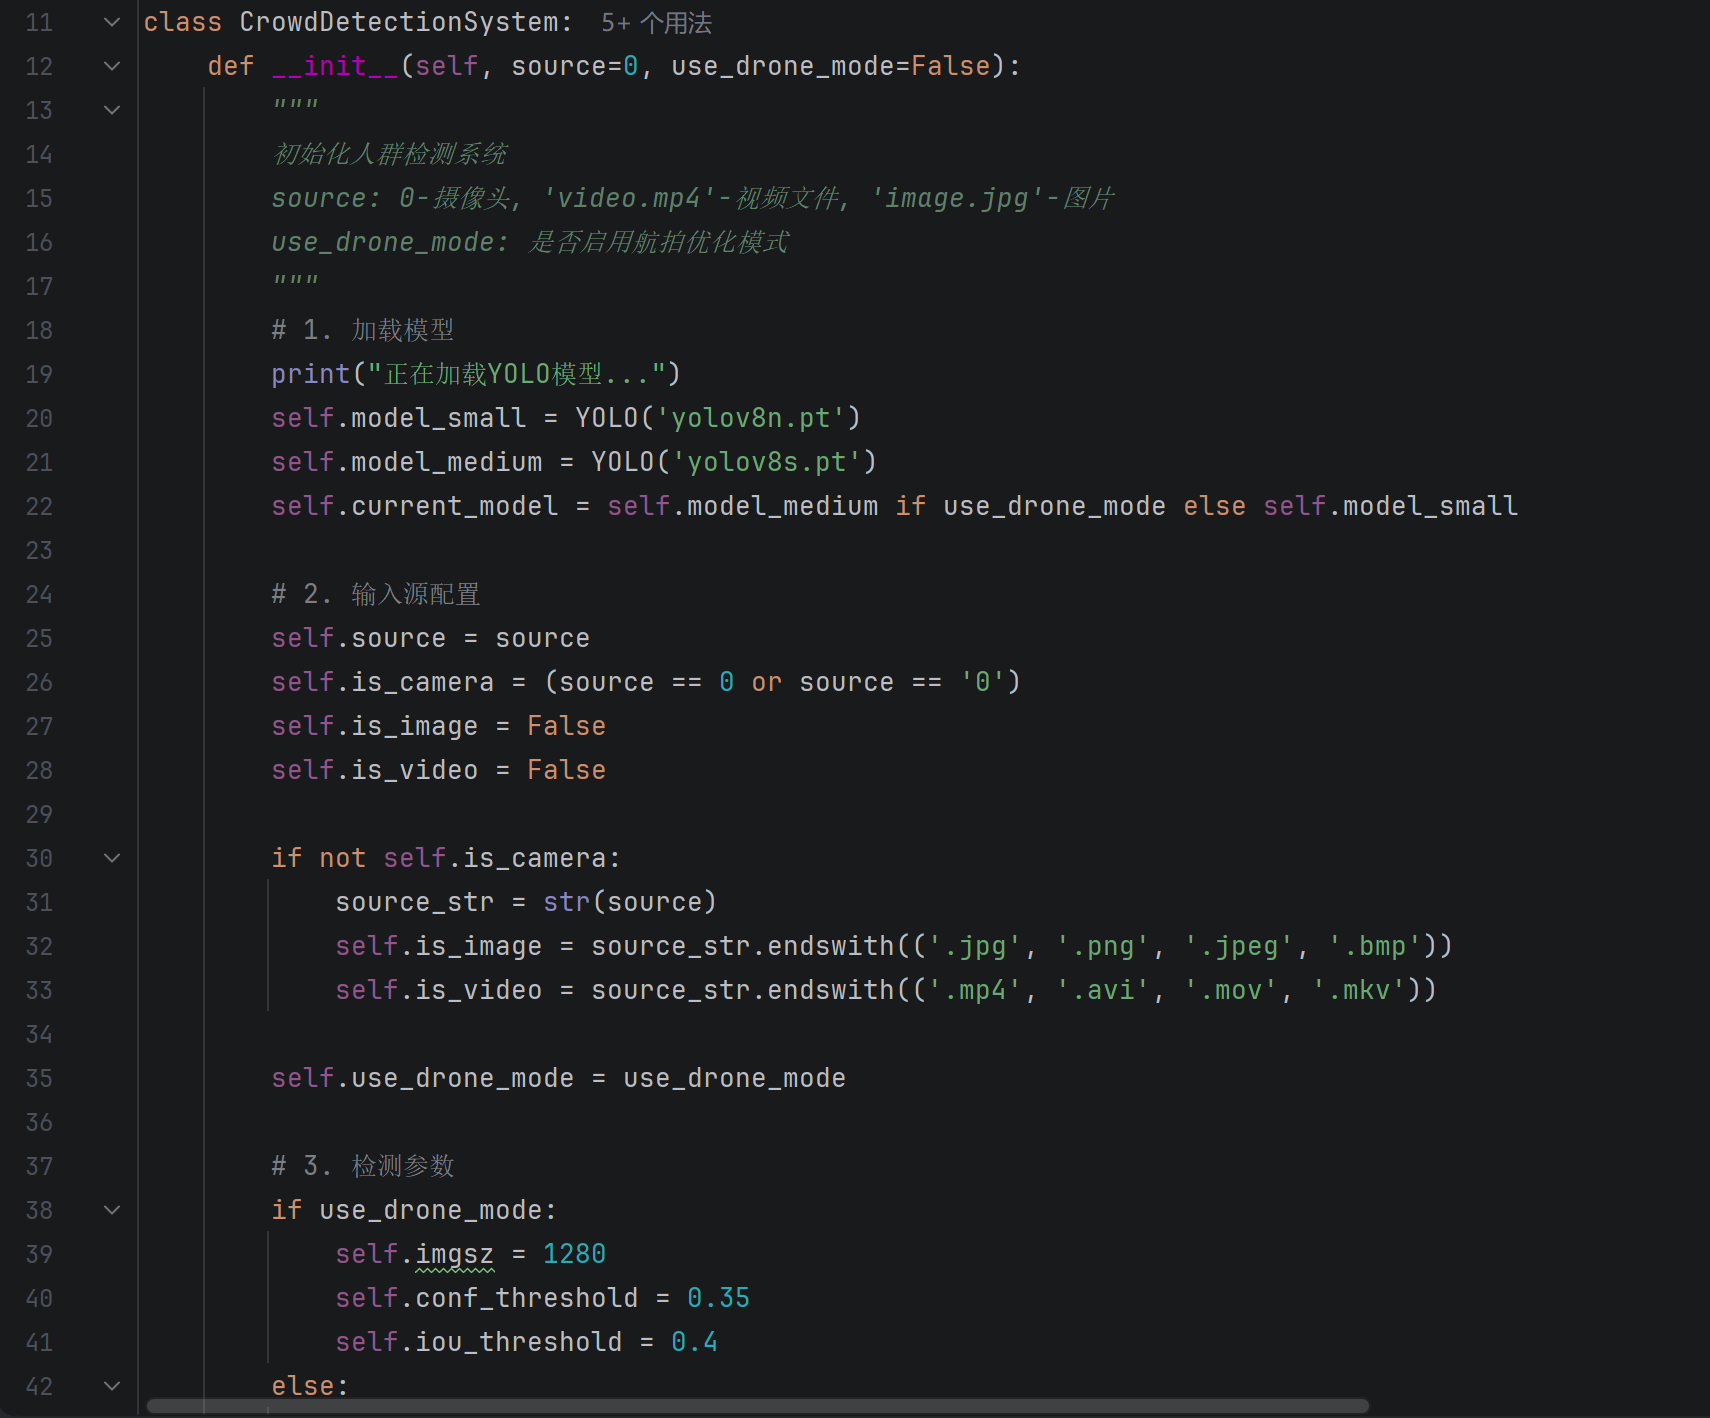 11 class CrowdDetectionSystem: 5+ 个用法
12     def __init__(self, source=0, use_drone_mode=False):
13         """
14         初始化人群检测系统
15         source: 0-摄像头, 'video.mp4'-视频文件, 'image.jpg'-图片
16         use_drone_mode: 是否启用航拍优化模式
17         """
18         # 1. 加载模型
19         print("正在加载YOLO模型...")
20         self.model_small = YOLO('yolov8n.pt')
21         self.model_medium = YOLO('yolov8s.pt')
22         self.current_model = self.model_medium if use_drone_mode else self.model_small
23
24         # 2. 输入源配置
25         self.source = source
26         self.is_camera = (source == 0 or source == '0')
27         self.is_image = False
28         self.is_video = False
29
30         if not self.is_camera:
31             source_str = str(source)
32             self.is_image = source_str.endswith(('.jpg', '.png', '.jpeg', '.bmp'))
33             self.is_video = source_str.endswith(('.mp4', '.avi', '.mov', '.mkv'))
34
35         self.use_drone_mode = use_drone_mode
36
37         # 3. 检测参数
38         if use_drone_mode:
39             self.imgsz = 1280
40             self.conf_threshold = 0.35
41             self.iou_threshold = 0.4
42         else: